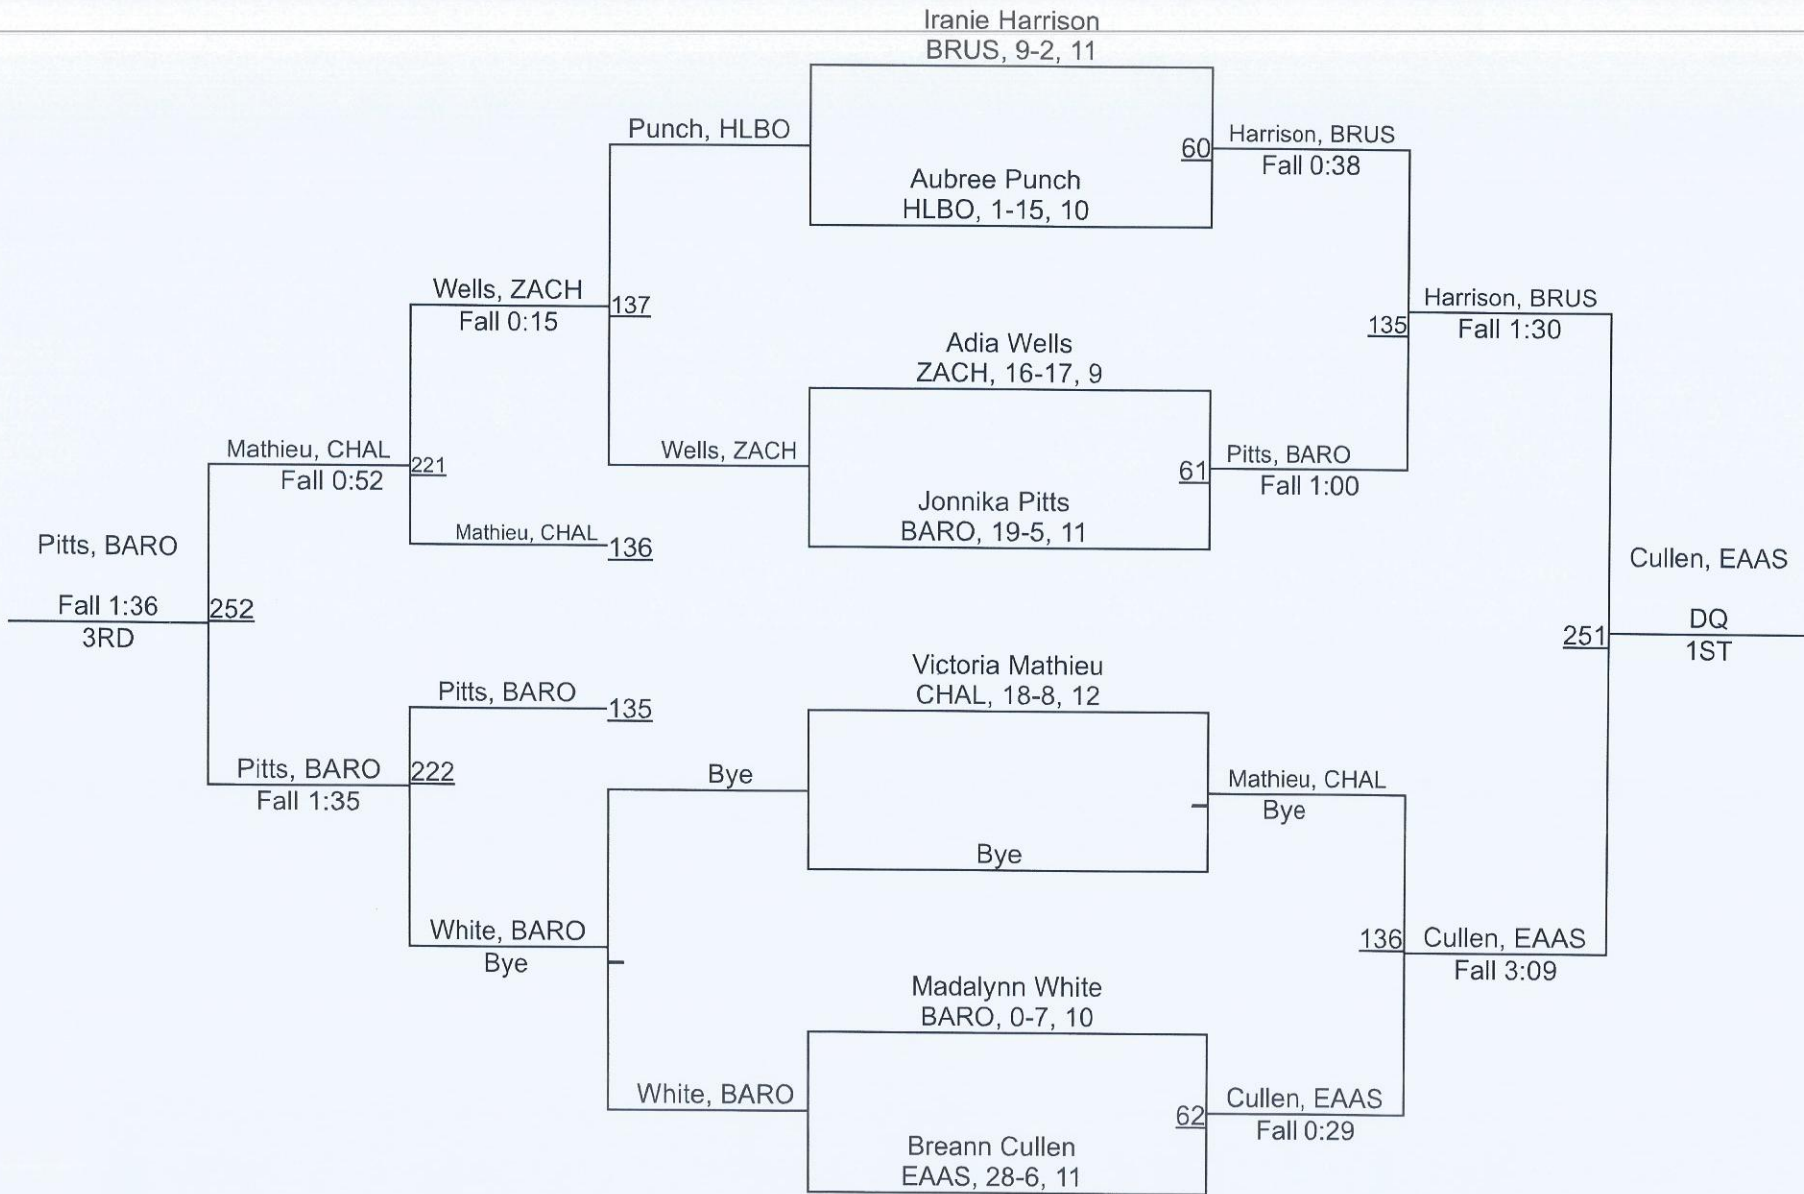 Iranie Harrison
BRUS, 9-2, 11
Punch, HLBO
60
Harrison, BRUS
Fall 0:38
Aubree Punch
HLBO, 1-15, 10
Wells, ZACH
Fall 0:15
137
Harrison, BRUS
Fall 1:30
135
Adia Wells
ZACH, 16-17, 9
Mathieu, CHAL
Fall 0:52
221
Wells, ZACH
61
Pitts, BARO
Fall 1:00
Jonnika Pitts
BARO, 19-5, 11
Mathieu, CHAL
136
Pitts, BARO
Fall 1:36
3RD
252
Cullen, EAAS
DQ
1ST
251
Victoria Mathieu
CHAL, 18-8, 12
Pitts, BARO
135
Pitts, BARO
Fall 1:35
222
Bye
Mathieu, CHAL
Bye
Bye
White, BARO
Bye
136
Cullen, EAAS
Fall 3:09
Madalynn White
BARO, 0-7, 10
White, BARO
62
Cullen, EAAS
Fall 0:29
Breann Cullen
EAAS, 28-6, 11